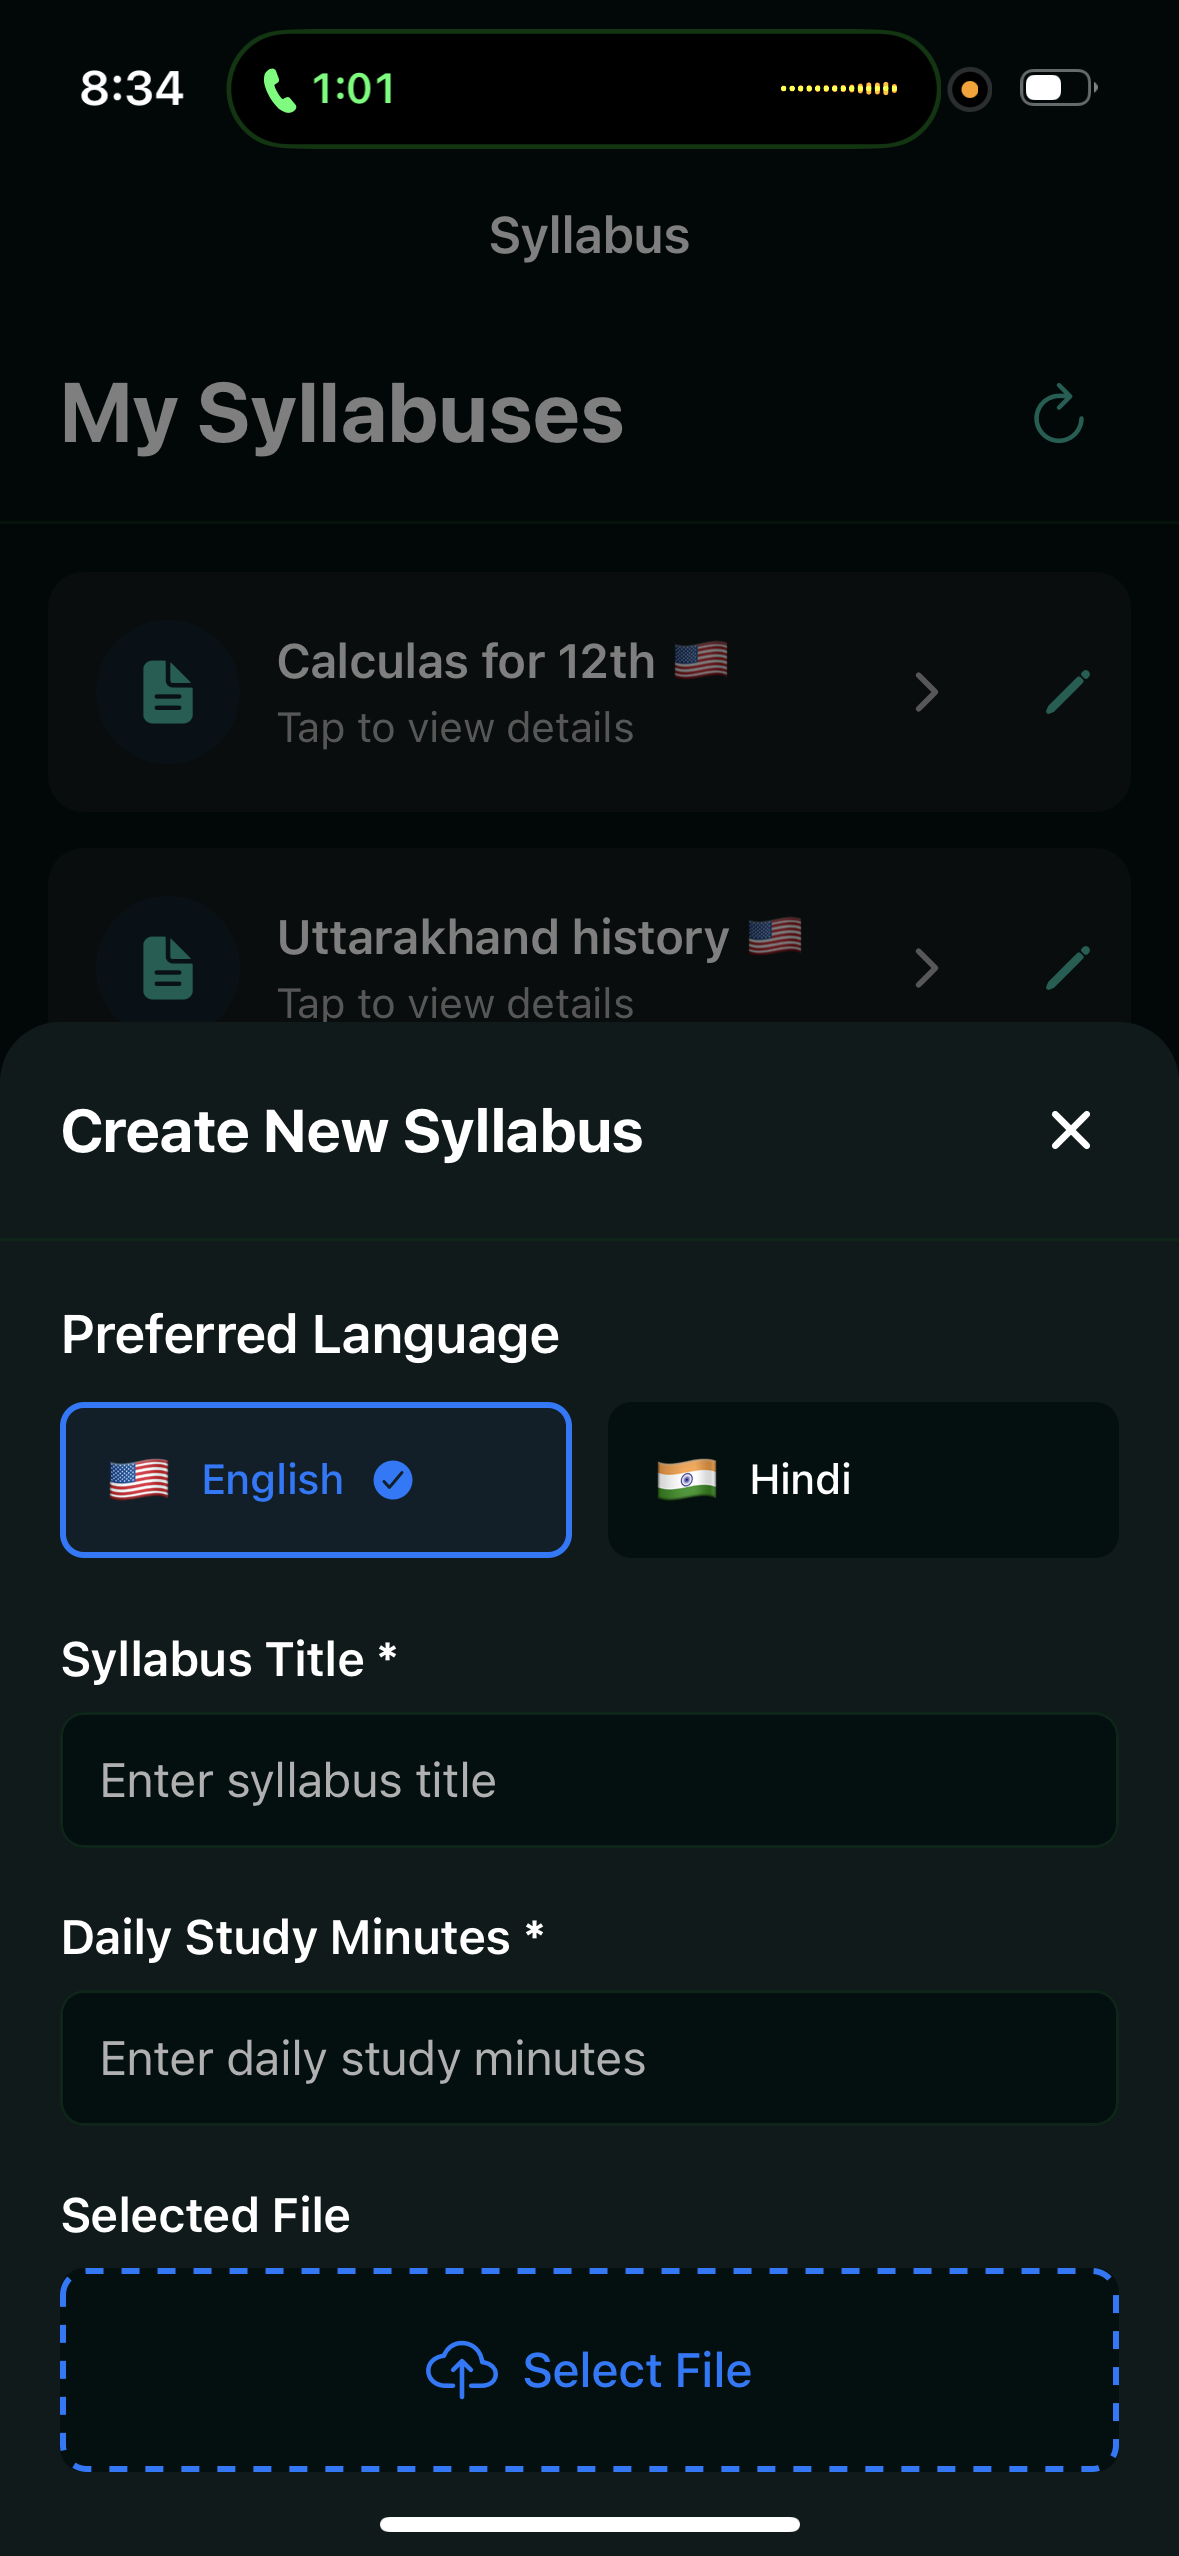 8:34
1:01
Syllabus
My Syllabuses
Calculas for 12th 🇺🇸
Tap to view details
Uttarakhand history 🇺🇸
Tap to view details
Create New Syllabus
Preferred Language
🇺🇸 English
🇮🇳 Hindi
Syllabus Title *
Enter syllabus title
Daily Study Minutes *
Enter daily study minutes
Selected File
Select File